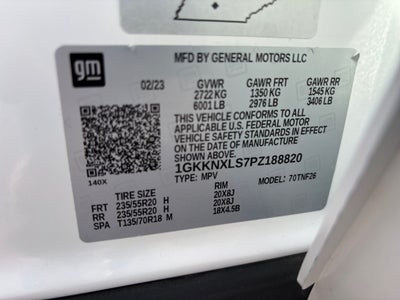 gm
MFD BY GENERAL MOTORS LLC
02/23 GVWR GAWR FRT GAWR RR
2722 KG 1350 KG 1545 KG
6001 LB 2976 LB 3406 LB
THIS VEHICLE CONFORMS TO ALL APPLICABLE
FEDERAL MOTOR VEHICLE SAFETY
STANDARDS IN EFFECT ON THE DATE OF
MANUFACTURE SHOWN ABOVE.
1GKKNXLS7PZ188820
140X TYPE: MPV MODEL: 70TNF26
TIRE SIZE RIM
FRT 235/55R20 H 20X8J
RR 235/55R20 H 20X8J
SPA T135/70R18 M 18X4.5B